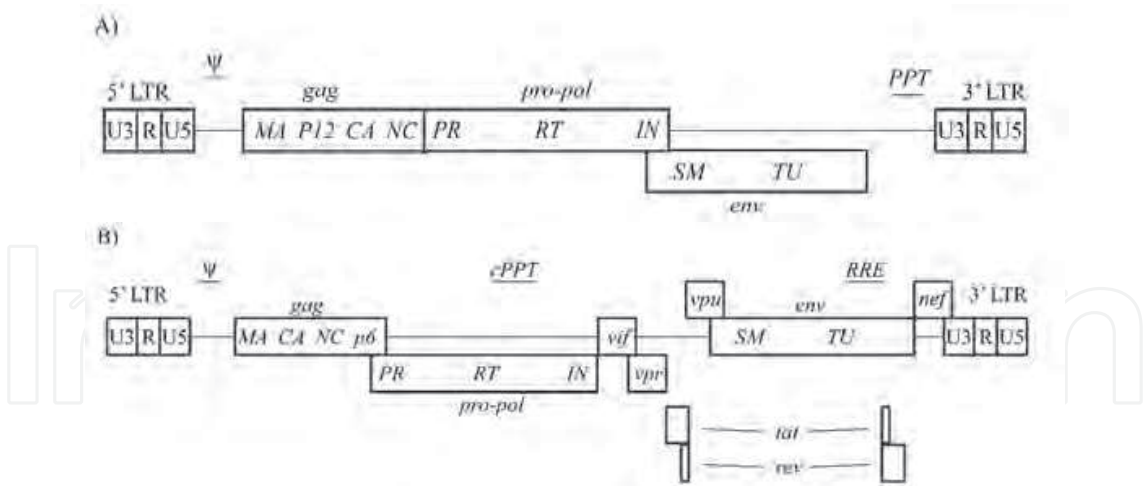 A)
Ψ PPT
5' LTR gag pro-pol 3' LTR
U3 R U5 MA P12 CA NC PR RT IN U3 R U5
SM TU
env
B)
Ψ cPPT RRE
5' LTR gag vpu env nef 3' LTR
U3 R U5 MA CA NC p6 vif SM TU U3 R U5
PR RT IN vpr
pro-pol
tat
rev